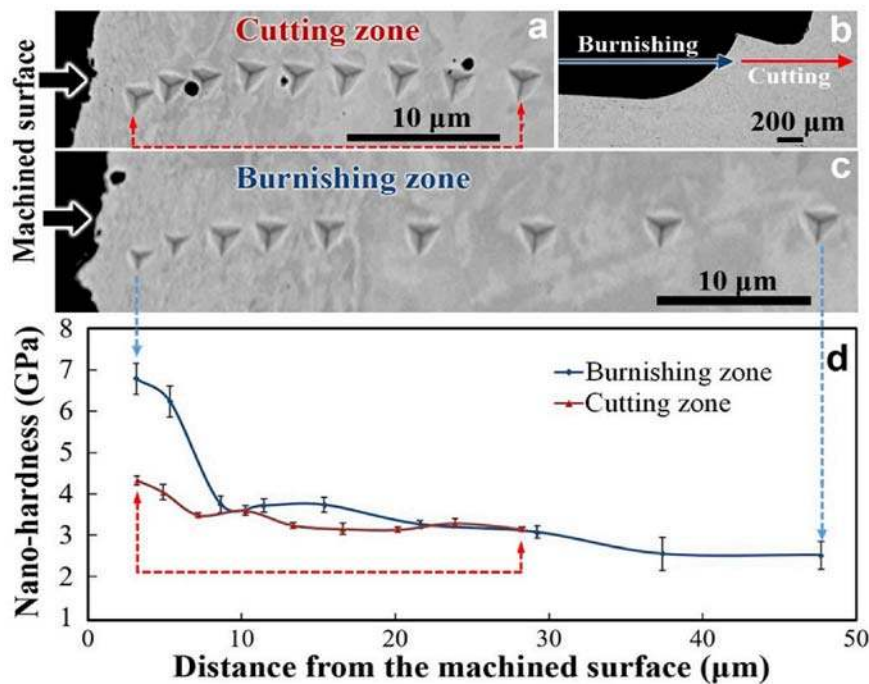 Cutting zone
a
10 μm
b
Burnishing
Cutting
200 μm
Machined surface
Burnishing zone
c
10 μm
d
Nano-hardness (GPa)
8
7
6
5
4
3
2
1
Burnishing zone
Cutting zone
0 10 20 30 40 50
Distance from the machined surface (μm)